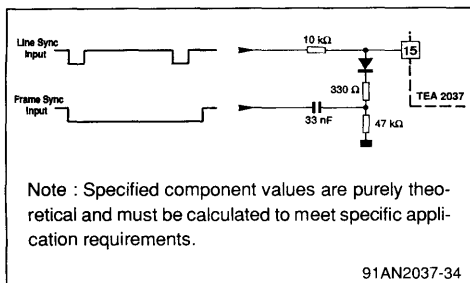 Line Sync
Input
10 kΩ
15
TEA 2037
330 Ω
Frame Sync
Input
33 nF
47 kΩ
Note : Specified component values are purely theo-
retical and must be calculated to meet specific appli-
cation requirements.
91AN2037-34